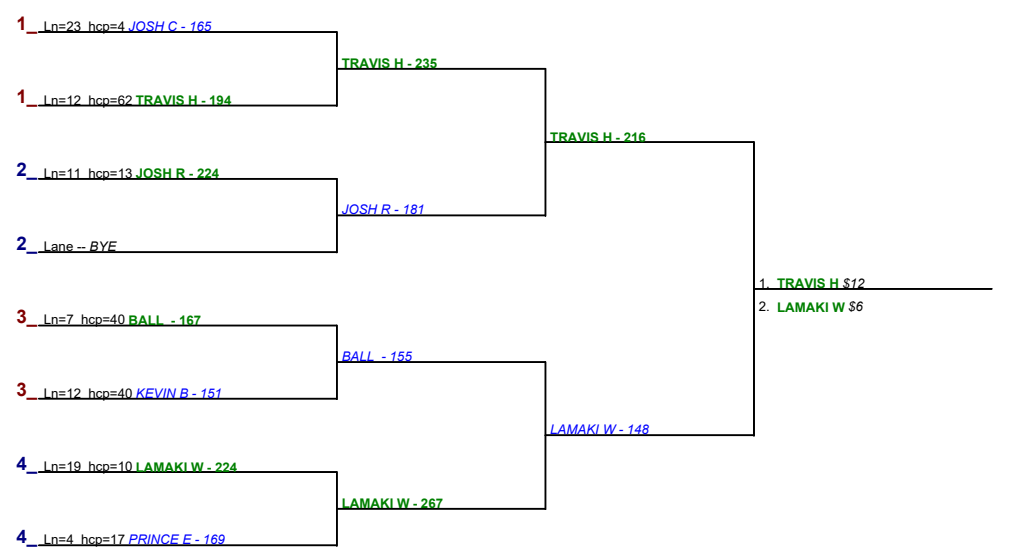 1_ Ln=23 hcp=4 JOSH C - 165
TRAVIS H - 235
1_ Ln=12 hcp=62 TRAVIS H - 194
TRAVIS H - 216
2_ Ln=11 hcp=13 JOSH R - 224
JOSH R - 181
2_ Lane -- BYE
1. TRAVIS H $12
2. LAMAKI W $6
3_ Ln=7 hcp=40 BALL - 167
BALL - 155
3_ Ln=12 hcp=40 KEVIN B - 151
LAMAKI W - 148
4_ Ln=19 hcp=10 LAMAKI W - 224
LAMAKI W - 267
4_ Ln=4 hcp=17 PRINCE E - 169